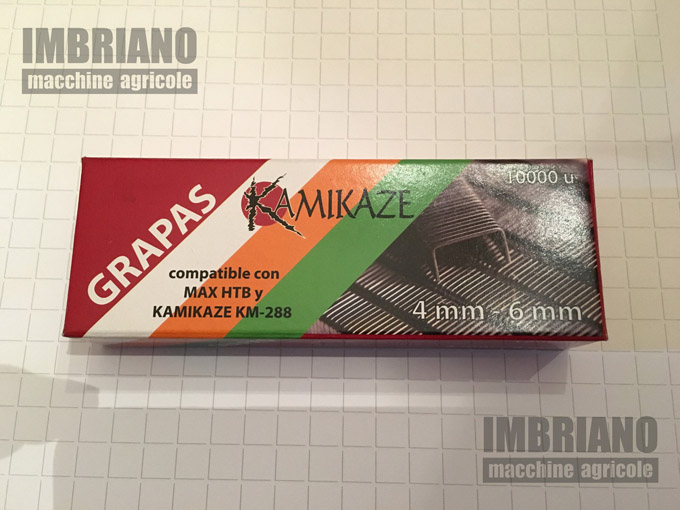 IMBRIANO
macchine agricole
GRAPAS
KAMIKAZE
compatible con
MAX HTB y
KAMIKAZE KM-288
10000 u.
4 mm - 6 mm
IMBRIANO
macchine agricole